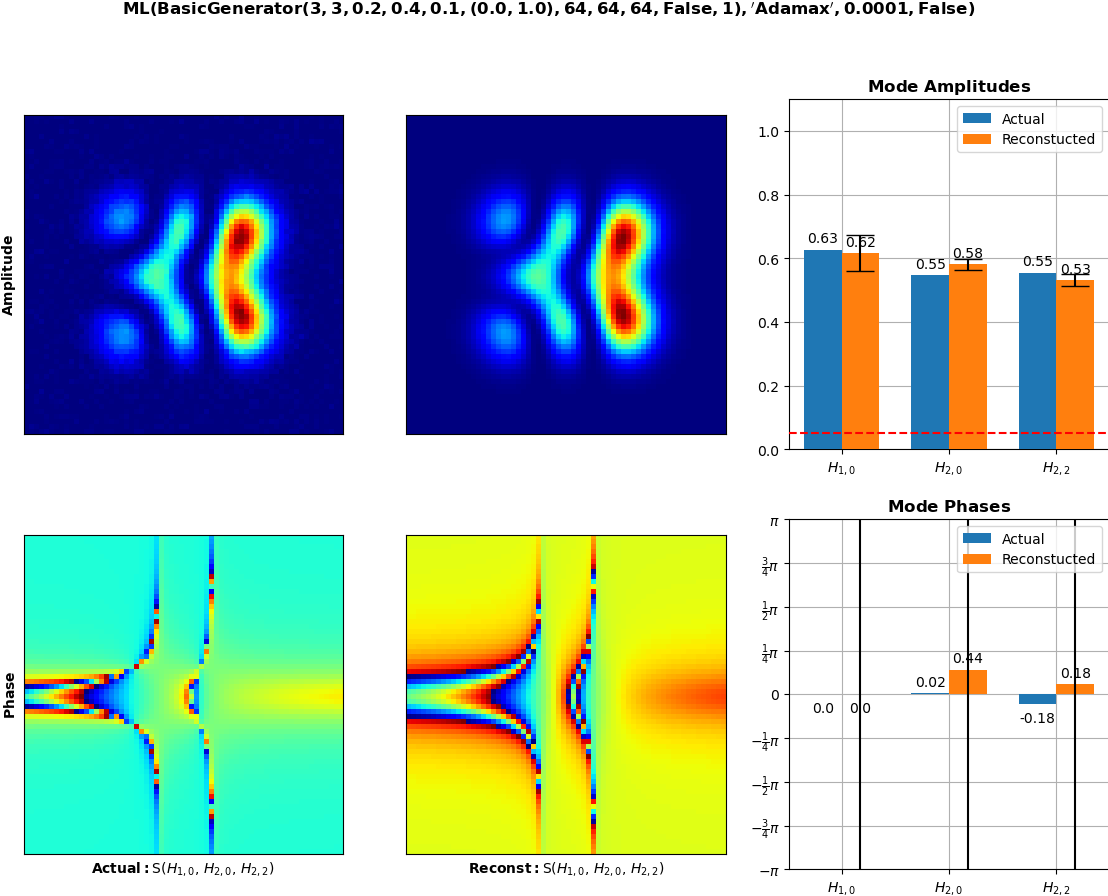 ML(BasicGenerator(3, 3, 0.2, 0.4, 0.1, (0.0, 1.0), 64, 64, 64, False, 1), 'Adamax', 0.0001, False)
Amplitude
Mode Amplitudes
Actual
Reconstucted
1.0
0.8
0.6
0.4
0.2
0.0
0.63
0.62
0.55
0.58
0.55
0.53
H1,0
H2,0
H2,2
Phase
Actual: S(H1,0, H2,0, H2,2)
Reconst: S(H1,0, H2,0, H2,2)
Mode Phases
Actual
Reconstucted
π
3/4π
1/2π
1/4π
0
−1/4π
−1/2π
−3/4π
−π
0.0
0.0
0.02
0.44
-0.18
0.18
H1,0
H2,0
H2,2